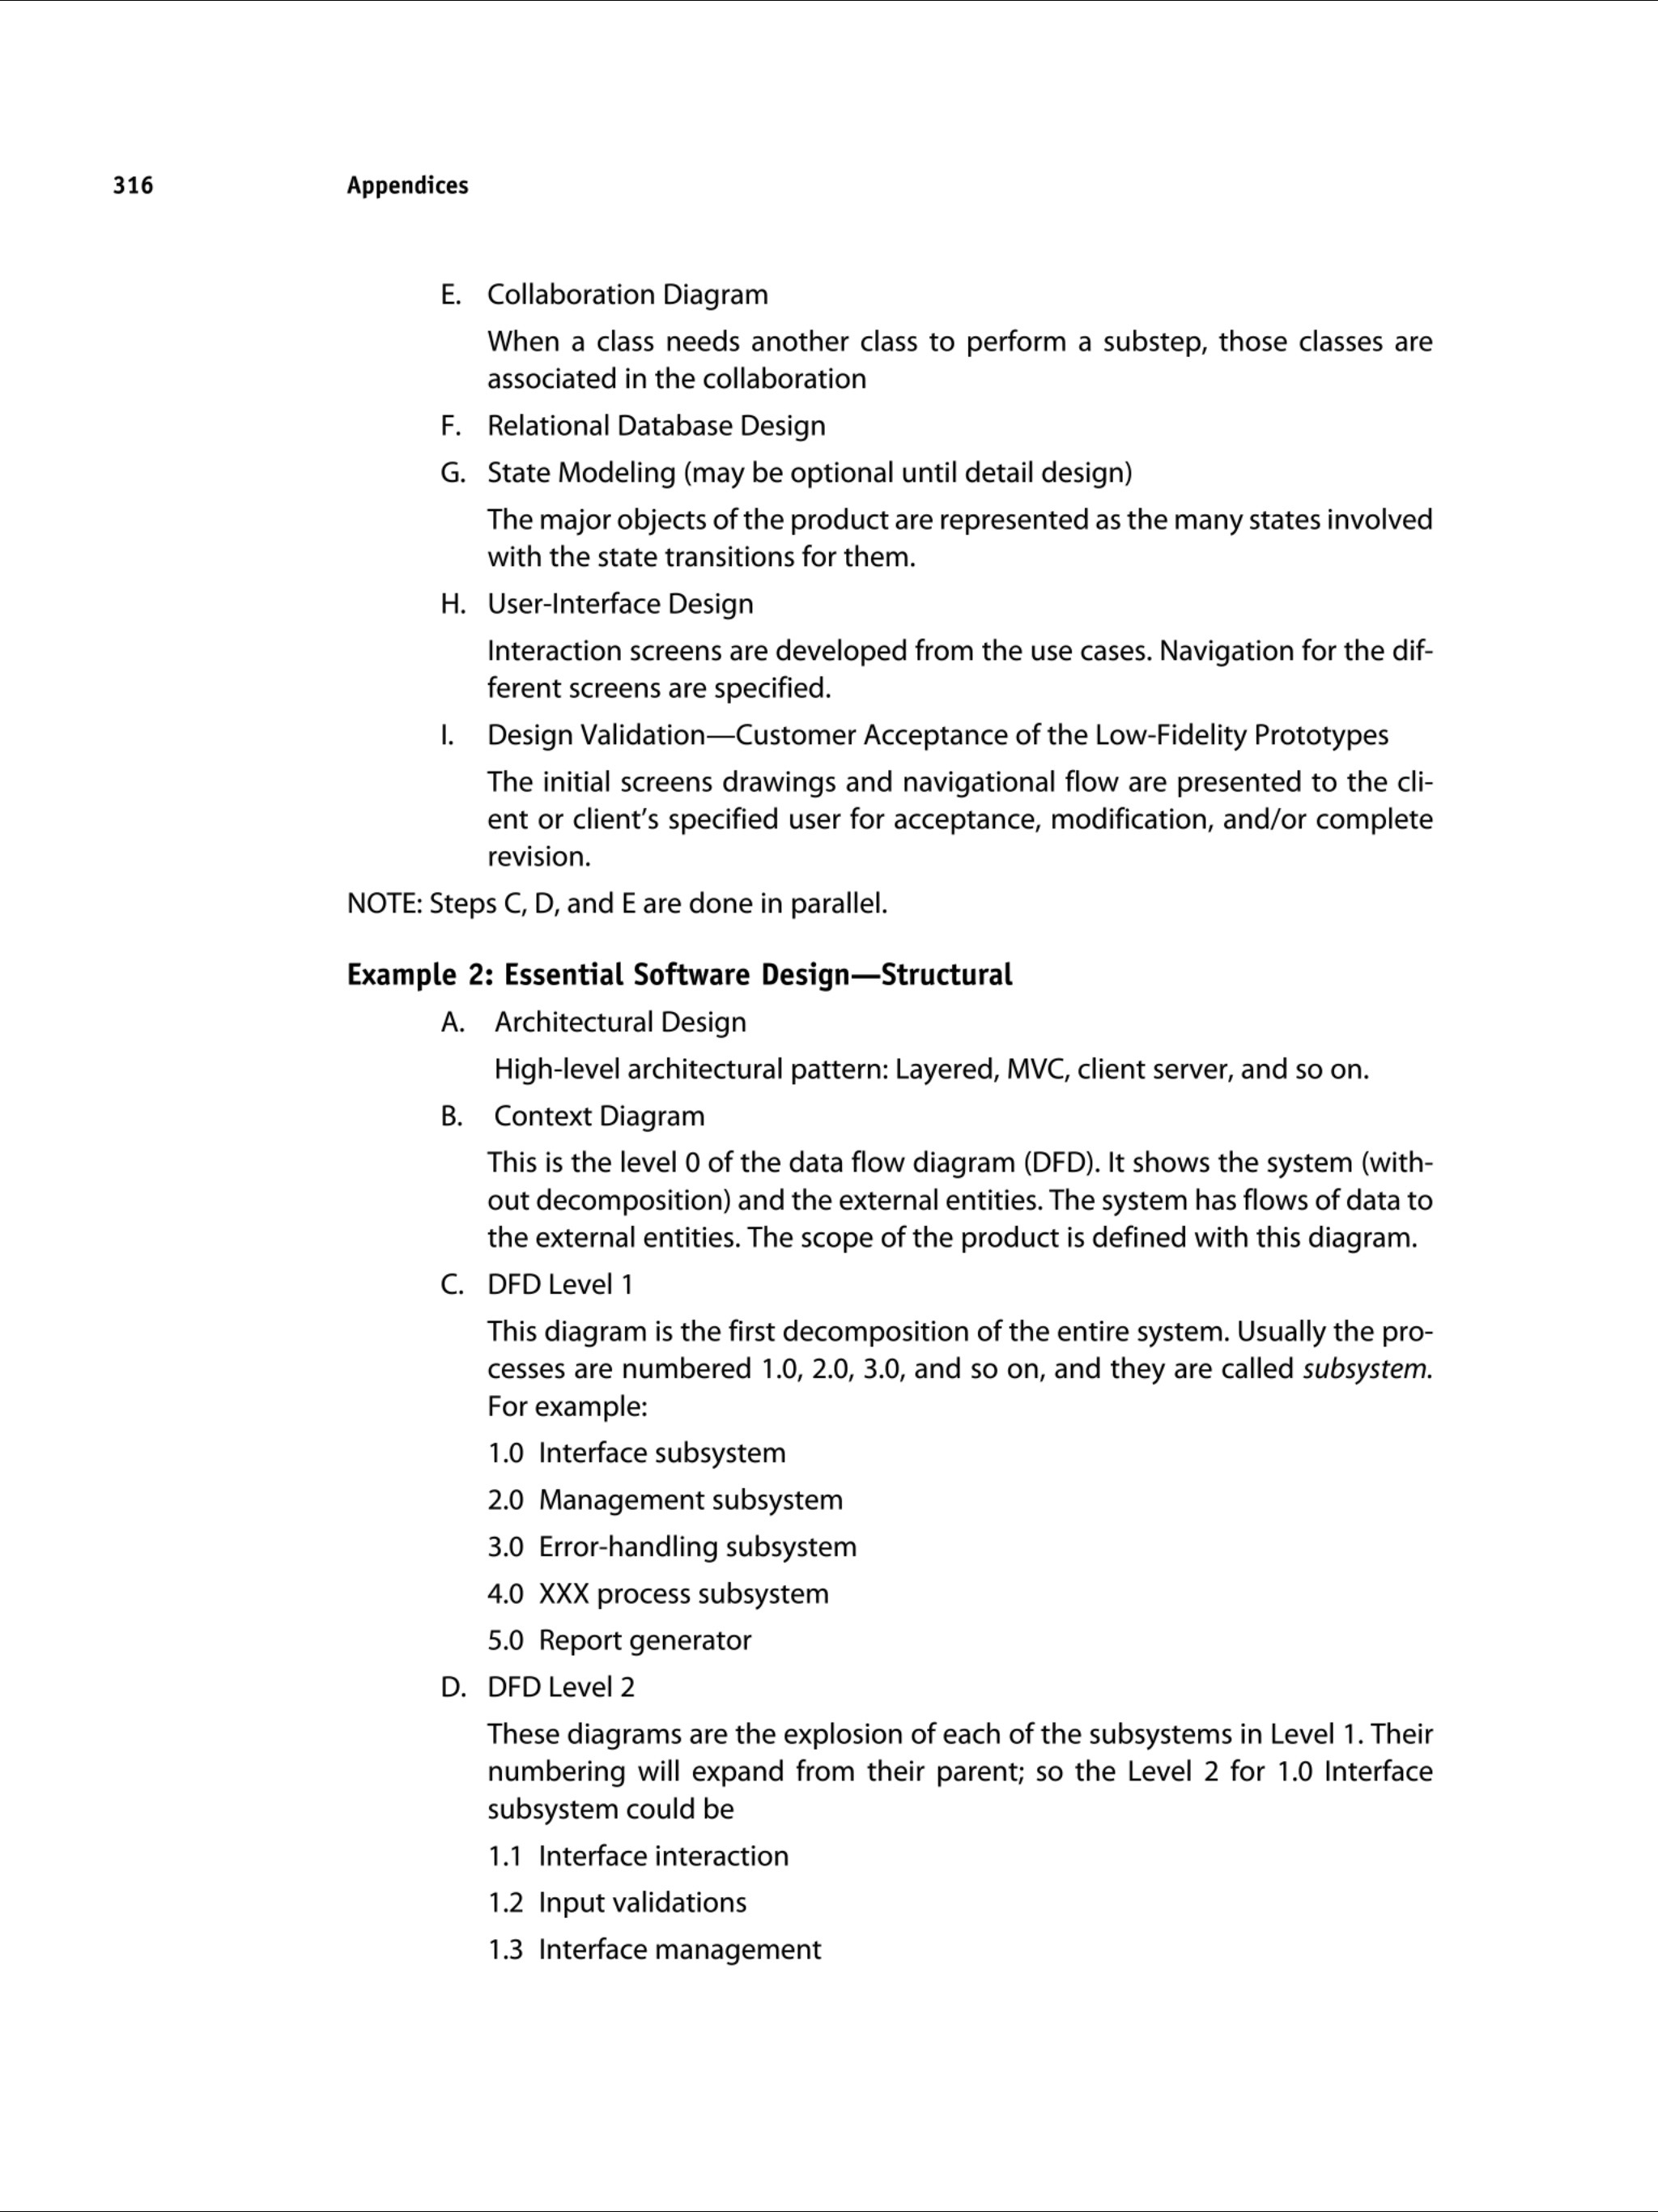 316 Appendices
E. Collaboration Diagram
When a class needs another class to perform a substep, those classes are
associated in the collaboration
F. Relational Database Design
G. State Modeling (may be optional until detail design)
The major objects of the product are represented as the many states involved
with the state transitions for them.
H. User-Interface Design
Interaction screens are developed from the use cases. Navigation for the dif-
ferent screens are specified.
I. Design Validation—Customer Acceptance of the Low-Fidelity Prototypes
The initial screens drawings and navigational flow are presented to the cli-
ent or client’s specified user for acceptance, modification, and/or complete
revision.
NOTE: Steps C, D, and E are done in parallel.
Example 2: Essential Software Design—Structural
A. Architectural Design
High-level architectural pattern: Layered, MVC, client server, and so on.
B. Context Diagram
This is the level 0 of the data flow diagram (DFD). It shows the system (with-
out decomposition) and the external entities. The system has flows of data to
the external entities. The scope of the product is defined with this diagram.
C. DFD Level 1
This diagram is the first decomposition of the entire system. Usually the pro-
cesses are numbered 1.0, 2.0, 3.0, and so on, and they are called subsystem.
For example:
1.0 Interface subsystem
2.0 Management subsystem
3.0 Error-handling subsystem
4.0 XXX process subsystem
5.0 Report generator
D. DFD Level 2
These diagrams are the explosion of each of the subsystems in Level 1. Their
numbering will expand from their parent; so the Level 2 for 1.0 Interface
subsystem could be
1.1 Interface interaction
1.2 Input validations
1.3 Interface management